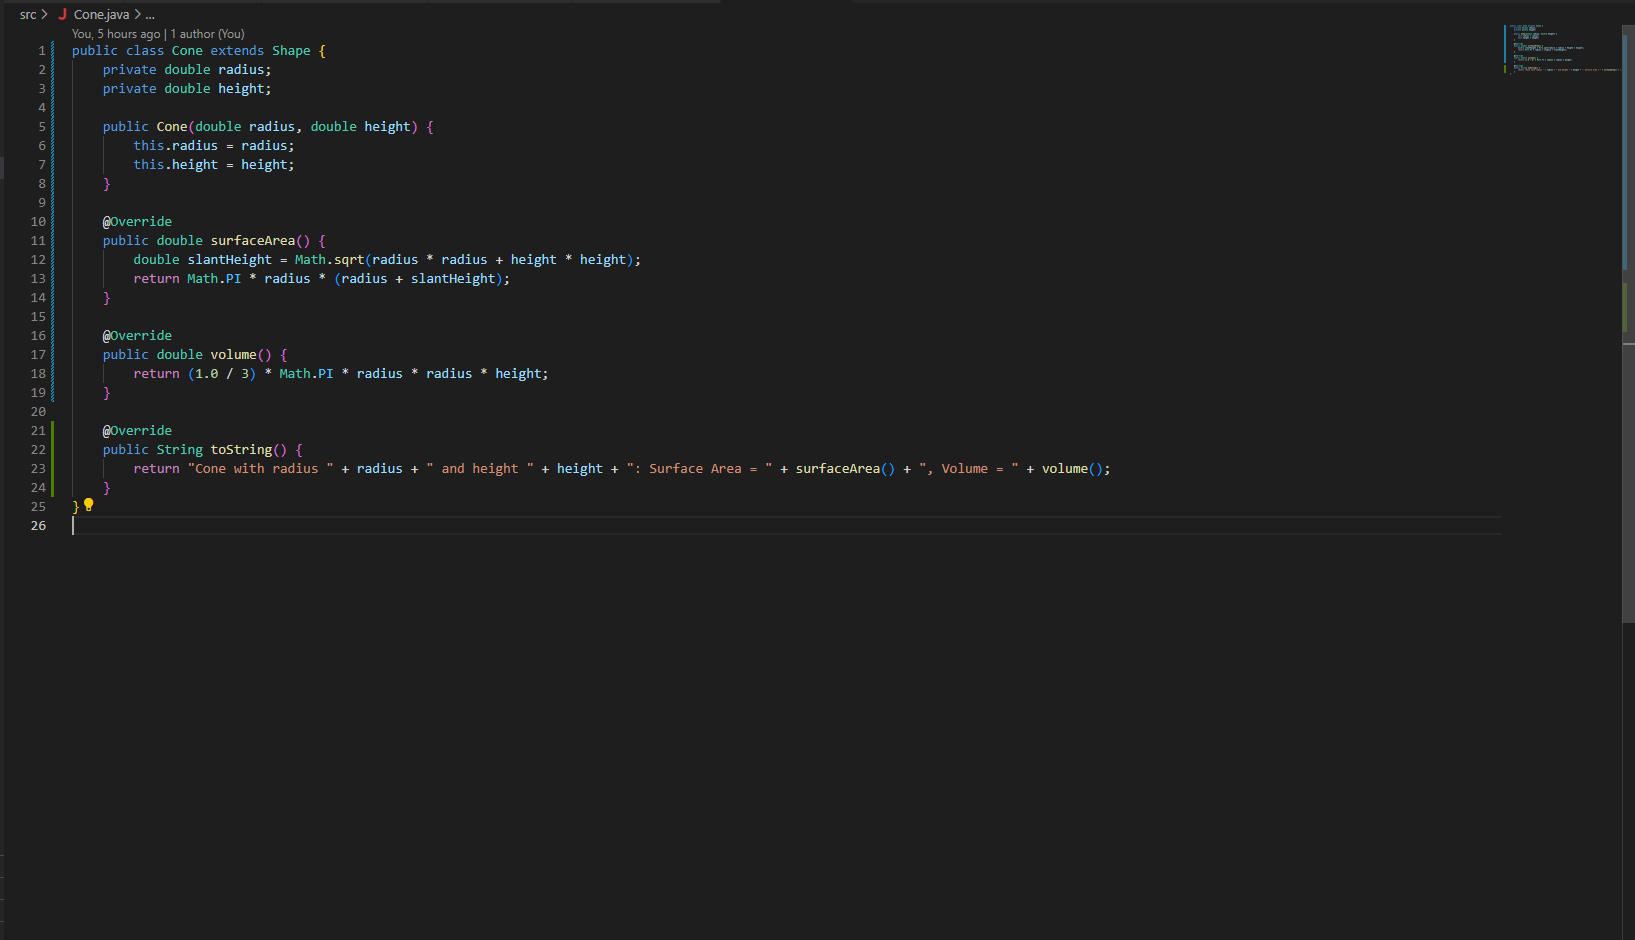 src > J Cone.java > ...
You, 5 hours ago | 1 author (You)
1 public class Cone extends Shape {
2     private double radius;
3     private double height;
4
5     public Cone(double radius, double height) {
6         this.radius = radius;
7         this.height = height;
8     }
9
10     @Override
11     public double surfaceArea() {
12         double slantHeight = Math.sqrt(radius * radius + height * height);
13         return Math.PI * radius * (radius + slantHeight);
14     }
15
16     @Override
17     public double volume() {
18         return (1.0 / 3) * Math.PI * radius * radius * height;
19     }
20
21     @Override
22     public String toString() {
23         return "Cone with radius " + radius + " and height " + height + ": Surface Area = " + surfaceArea() + ", Volume = " + volume();
24     }
25 }
26